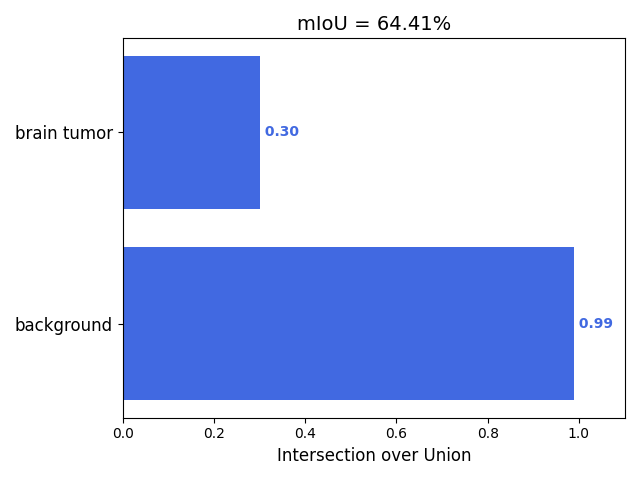 mIoU = 64.41%
brain tumor
0.30
background
0.99
0.0 0.2 0.4 0.6 0.8 1.0
Intersection over Union